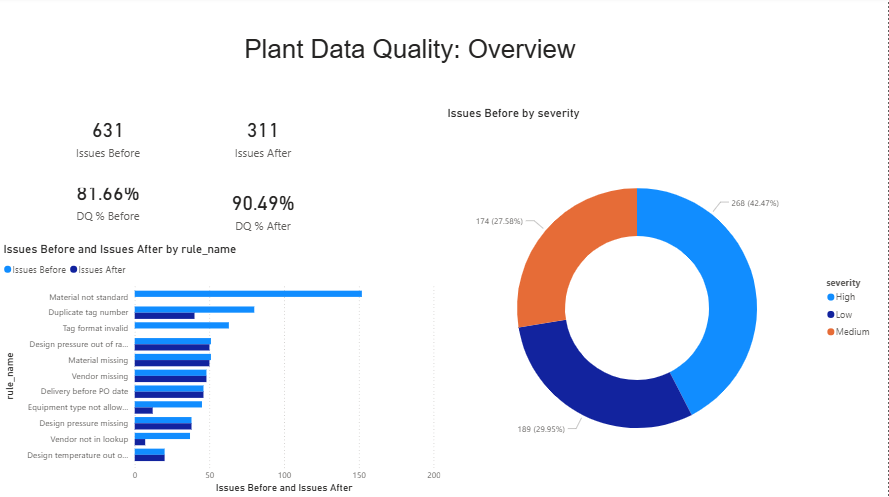 Plant Data Quality: Overview
631
Issues Before
311
Issues After
81.66%
DQ % Before
90.49%
DQ % After
Issues Before and Issues After by rule_name
Issues Before
Issues After
rule_name
Material not standard
Duplicate tag number
Tag format invalid
Design pressure out of ra...
Material missing
Vendor missing
Delivery before PO date
Equipment type not allow...
Design pressure missing
Vendor not in lookup
Design temperature out o...
0
50
100
150
200
Issues Before and Issues After
Issues Before by severity
268 (42.47%)
174 (27.58%)
189 (29.95%)
severity
High
Low
Medium